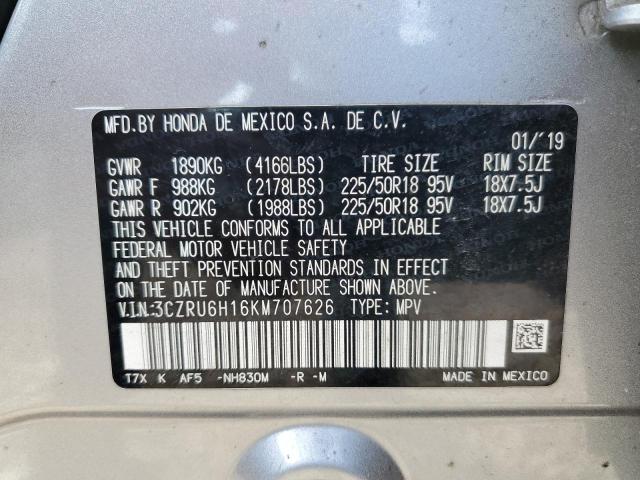 MFD.BY HONDA DE MEXICO S.A. DE C.V.
01/'19
GVWR 1890KG (4166LBS) TIRE SIZE RIM SIZE
GAWR F 988KG (2178LBS) 225/50R18 95V 18X7.5J
GAWR R 902KG (1988LBS) 225/50R18 95V 18X7.5J
THIS VEHICLE CONFORMS TO ALL APPLICABLE
FEDERAL MOTOR VEHICLE SAFETY
AND THEFT PREVENTION STANDARDS IN EFFECT
ON THE DATE OF MANUFACTURE SHOWN ABOVE.
V.I.N:3CZRU6H16KM707626 TYPE: MPV
T7X K AF5 -NH830M -R -M MADE IN MEXICO